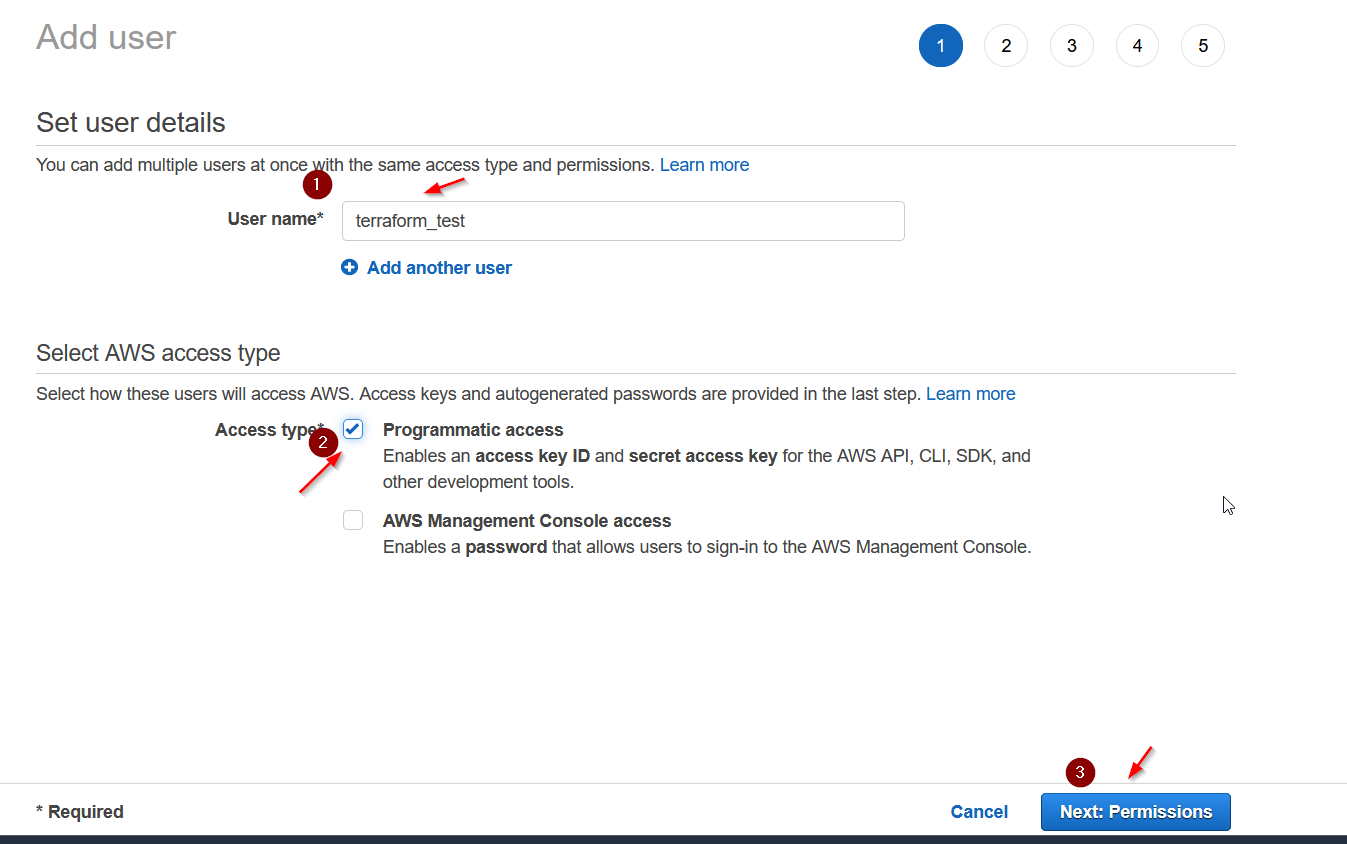 Add user
1 2 3 4 5
Set user details
You can add multiple users at once with the same access type and permissions. Learn more
1
User name* terraform_test
Add another user
Select AWS access type
Select how these users will access AWS. Access keys and autogenerated passwords are provided in the last step. Learn more
Access type* Programmatic access
2
Enables an access key ID and secret access key for the AWS API, CLI, SDK, and
other development tools.
AWS Management Console access
Enables a password that allows users to sign-in to the AWS Management Console.
3
* Required Cancel Next: Permissions